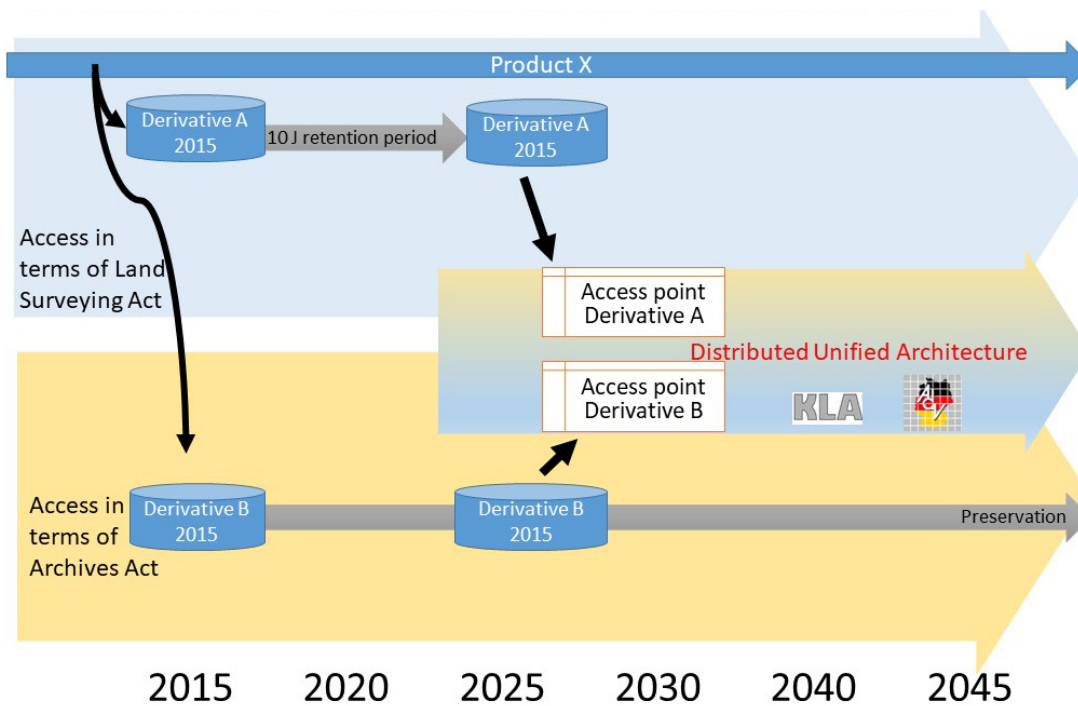 Product X
Derivative A
2015
10 J retention period
Derivative A
2015
Access in
terms of Land
Surveying Act
Access point
Derivative A
Distributed Unified Architecture
Access point
Derivative B
KLA
AdV
Access in
terms of
Archives Act
Derivative B
2015
Derivative B
2015
Preservation
2015 2020 2025 2030 2040 2045